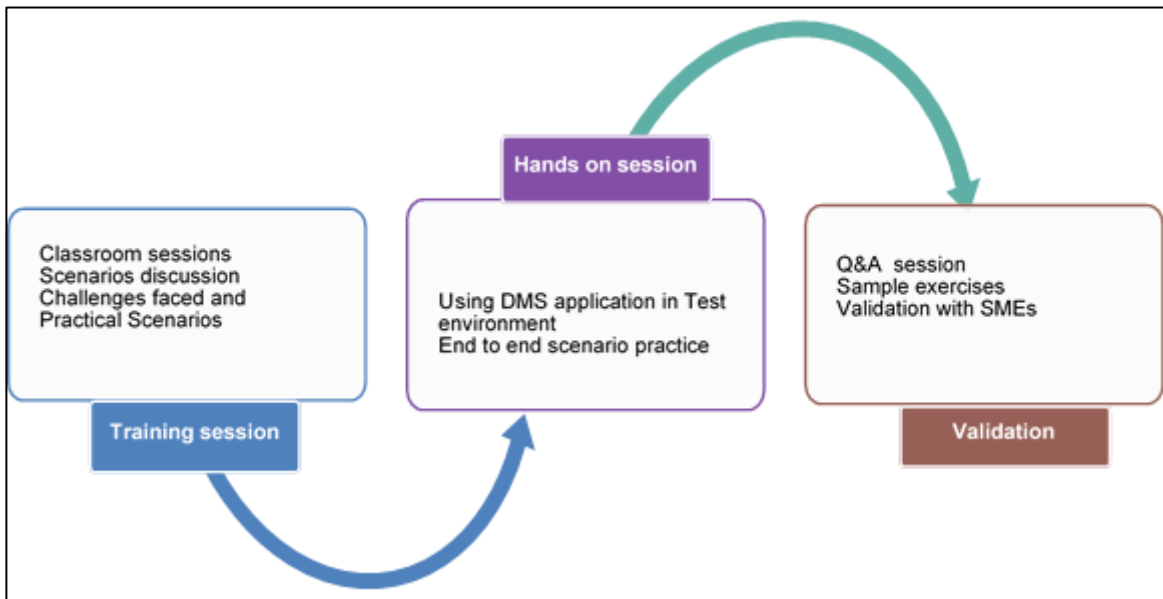 Classroom sessions
Scenarios discussion
Challenges faced and
Practical Scenarios
Training session
Hands on session
Using DMS application in Test
environment
End to end scenario practice
Q&A session
Sample exercises
Validation with SMEs
Validation